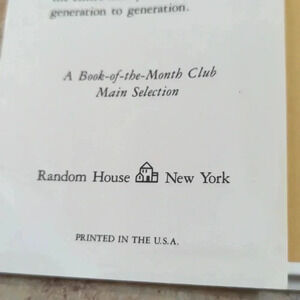 generation to generation.
A Book-of-the-Month Club
Main Selection
Random House New York
PRINTED IN THE U.S.A.